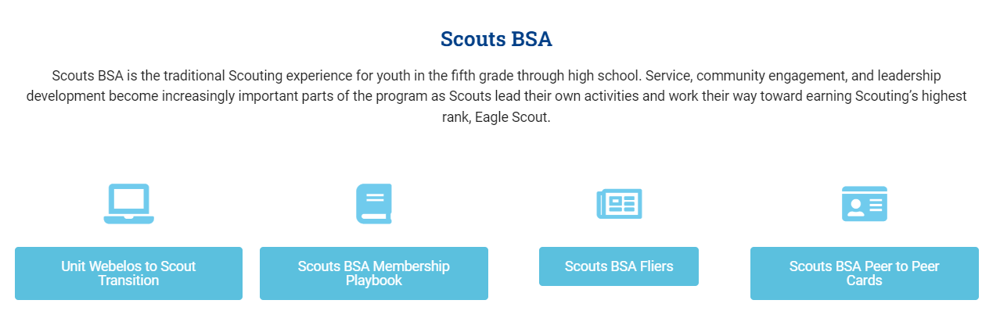 Scouts BSA
Scouts BSA is the traditional Scouting experience for youth in the fifth grade through high school. Service, community engagement, and leadership
development become increasingly important parts of the program as Scouts lead their own activities and work their way toward earning Scouting’s highest
rank, Eagle Scout.
Unit Webelos to Scout
Transition
Scouts BSA Membership
Playbook
Scouts BSA Fliers
Scouts BSA Peer to Peer
Cards